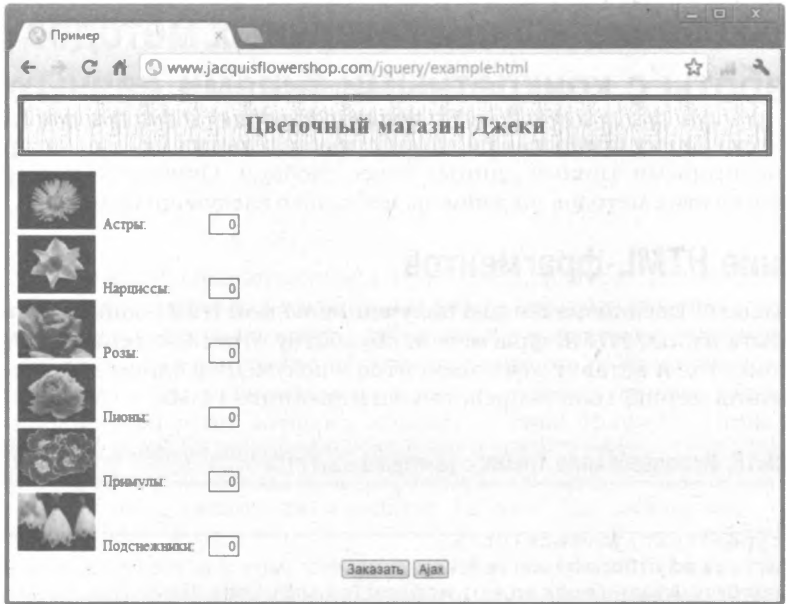 Пример
www.jacquisflowershop.com/jquery/example.html
Цветочный магазин Джеки
Астры: 0
Нарциссы: 0
Розы: 0
Пионы: 0
Примулы: 0
Подснежники: 0
Заказать Ajax